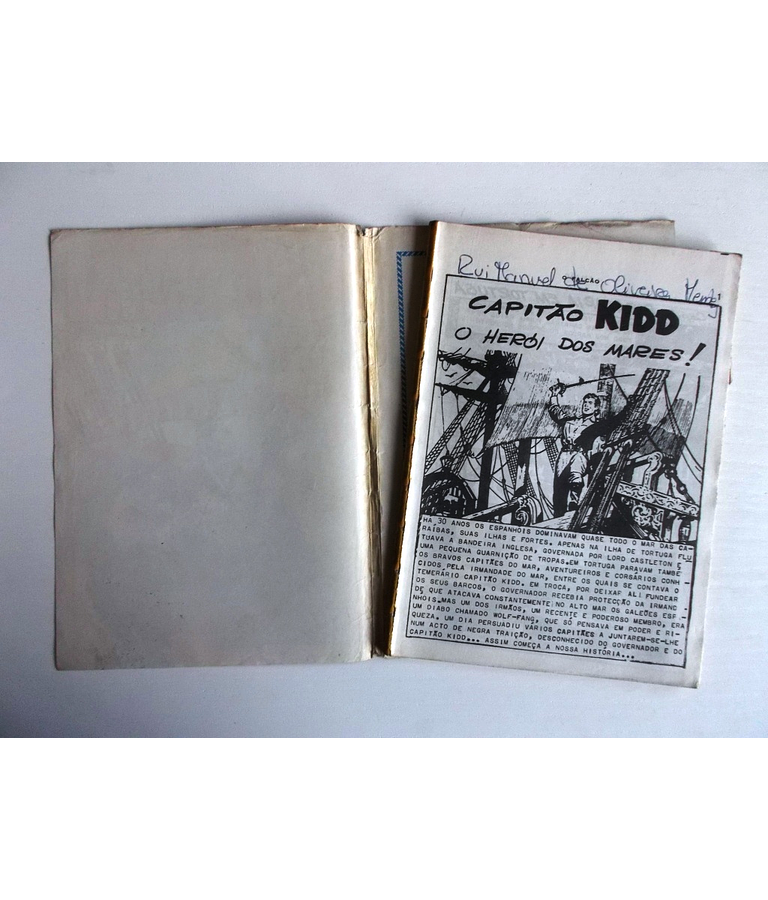 Rui Manuel de Oliveira
O FALCÃO
CAPITÃO KIDD
O HERÓI DOS MARES!
HÁ 30 ANOS OS ESPANHOIS DOMINAVAM QUASE TODO O MAR DAS CA-
RAÍBAS, SUAS ILHAS E FORTES. APENAS NA ILHA DE TORTUGA FLU
TUAVA A BANDEIRA INGLESA, GOVERNADA POR LORD CASTLETON E
UMA PEQUENA GUARNIÇÃO DE TROPAS. EM TORTUGA PARAVAM TAMBÉ
OS BRAVOS CAPITÃES DO MAR, AVENTUREIROS E CORSÁRIOS CONH
CIDOS PELA IRMANDADE DO MAR, ENTRE OS QUAIS SE CONTAVA O
TEMERÁRIO CAPITÃO KIDD. EM TROCA, POR DEIXAR ALI FUNDEAR
OS SEUS BARCOS, O GOVERNADOR RECEBIA PROTECÇÃO DA IRMAND
DE QUE ATACAVA CONSTANTEMENTE NO ALTO MAR OS GALEÕES ESP
NHOIS. MAS UM DOS IRMÃOS, UM RECENTE E PODEROSO MEMBRO, ERA
UM DIABO CHAMADO WOLF-FANG, QUE SÓ PENSAVA EM PODER E RI-
QUEZA. UM DIA PERSUADIU VÁRIOS CAPITÃES A JUNTAREM-SE-LHE
NUM ACTO DE NEGRA TRAIÇÃO, DESCONHECIDO DO GOVERNADOR E DO
CAPITÃO KIDD... ASSIM COMEÇA A NOSSA HISTÓRIA...